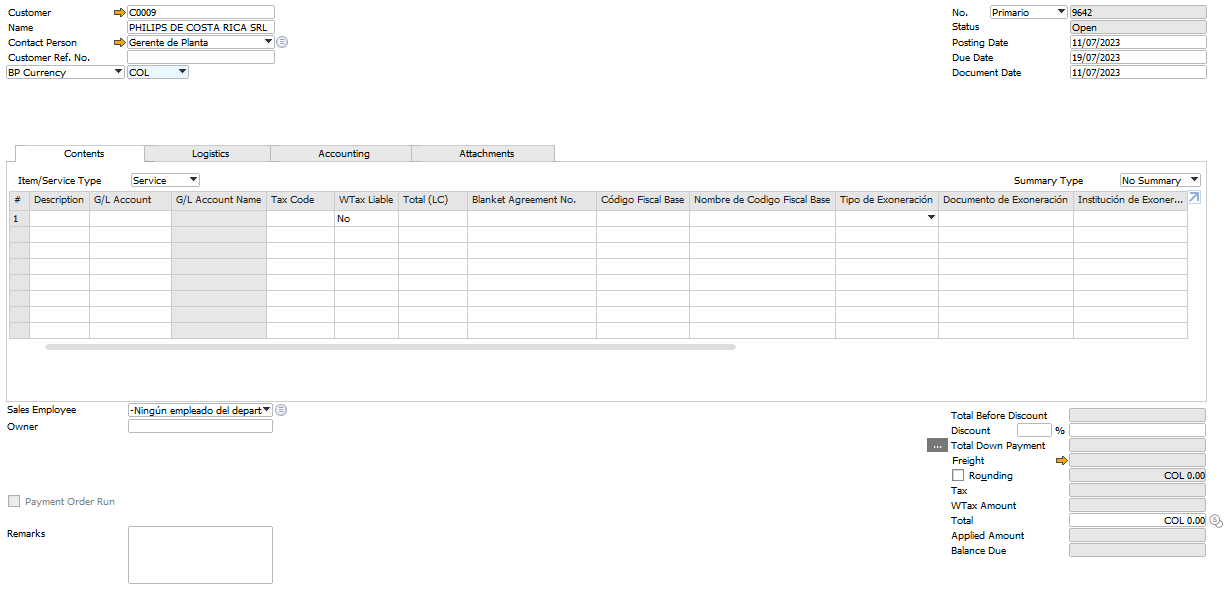 Customer C0009
Name PHILIPS DE COSTA RICA SRL
Contact Person Gerente de Planta
Customer Ref. No.
BP Currency COL
No. Primario 9642
Status Open
Posting Date 11/07/2023
Due Date 19/07/2023
Document Date 11/07/2023
Contents Logistics Accounting Attachments
Item/Service Type Service Summary Type No Summary
# Description G/L Account G/L Account Name Tax Code WTax Liable Total (LC) Blanket Agreement No. Código Fiscal Base Nombre de Codigo Fiscal Base Tipo de Exoneración Documento de Exoneración Institución de Exoner...
1 No
Sales Employee -Ningún empleado del depart
Owner
Payment Order Run
Remarks
Total Before Discount
Discount %
... Total Down Payment
Freight
Rounding COL 0.00
Tax
WTax Amount
Total COL 0.00
Applied Amount
Balance Due